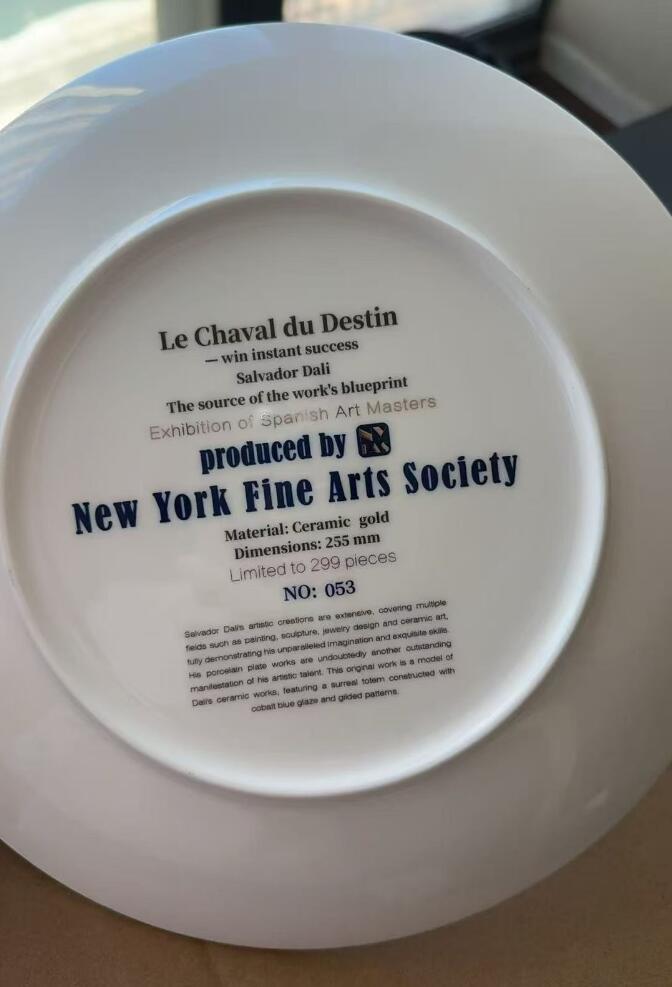 Le Chaval du Destin
— win instant success
Salvador Dali
The source of the work's blueprint
Exhibition of Spanish Art Masters
produced by
New York Fine Arts Society
Material: Ceramic gold
Dimensions: 255 mm
Limited to 299 pieces
NO: 053
Salvador Dali's artistic creations are extensive, covering multiple
fields such as painting, sculpture, jewelry design and ceramic art,
fully demonstrating his unparalleled imagination and exquisite skills.
His porcelain plate works are undoubtedly another outstanding
manifestation of his artistic talent. This original work is a model of
Dali's ceramic works, featuring a surreal totem constructed with
cobalt blue glaze and gilded patterns.